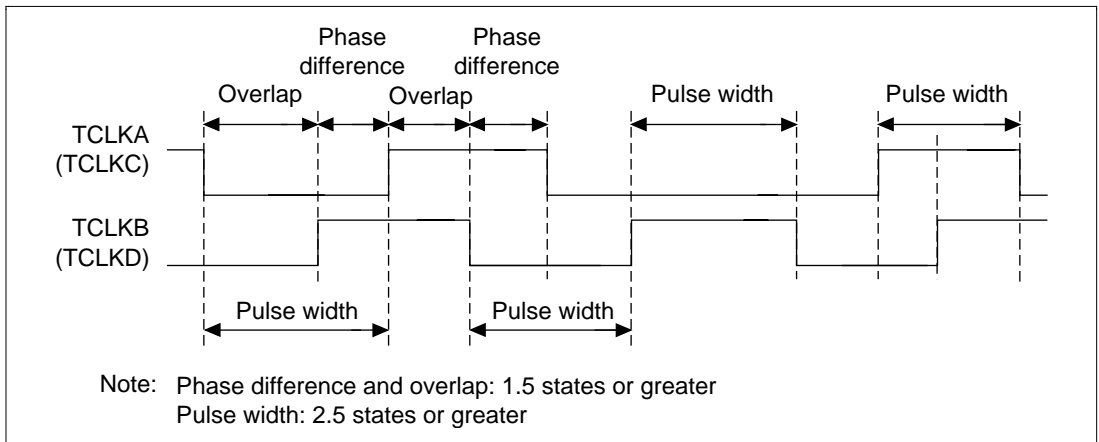 Phase
difference
Phase
difference
Overlap
Overlap
Pulse width
Pulse width
TCLKA
(TCLKC)
TCLKB
(TCLKD)
Pulse width
Pulse width
Note: Phase difference and overlap: 1.5 states or greater
Pulse width: 2.5 states or greater